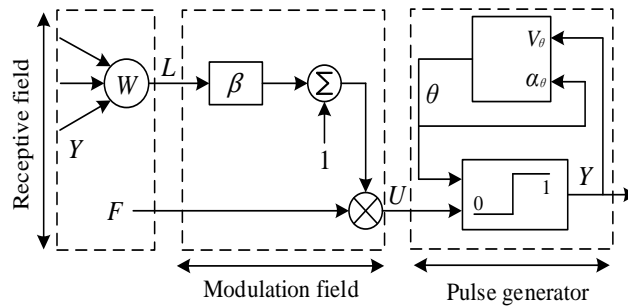 Receptive field
W
L
β
Σ
1
Y
F
U
θ
V_θ
α_θ
0
1
Y
Modulation field
Pulse generator